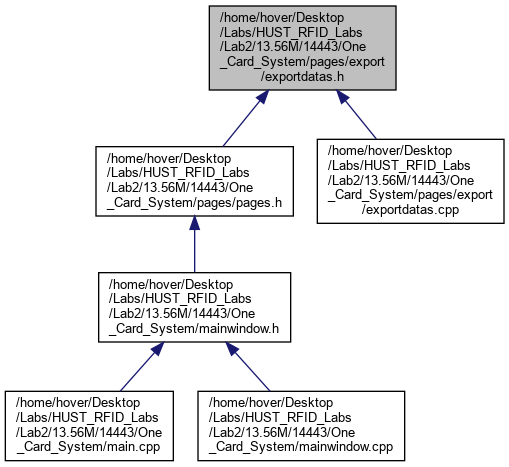 /home/hover/Desktop
/Labs/HUST_RFID_Labs
/Lab2/13.56M/14443/One
_Card_System/pages/export
/exportdatas.h
/home/hover/Desktop
/Labs/HUST_RFID_Labs
/Lab2/13.56M/14443/One
_Card_System/pages/pages.h
/home/hover/Desktop
/Labs/HUST_RFID_Labs
/Lab2/13.56M/14443/One
_Card_System/pages/export
/exportdatas.cpp
/home/hover/Desktop
/Labs/HUST_RFID_Labs
/Lab2/13.56M/14443/One
_Card_System/mainwindow.h
/home/hover/Desktop
/Labs/HUST_RFID_Labs
/Lab2/13.56M/14443/One
_Card_System/main.cpp
/home/hover/Desktop
/Labs/HUST_RFID_Labs
/Lab2/13.56M/14443/One
_Card_System/mainwindow.cpp